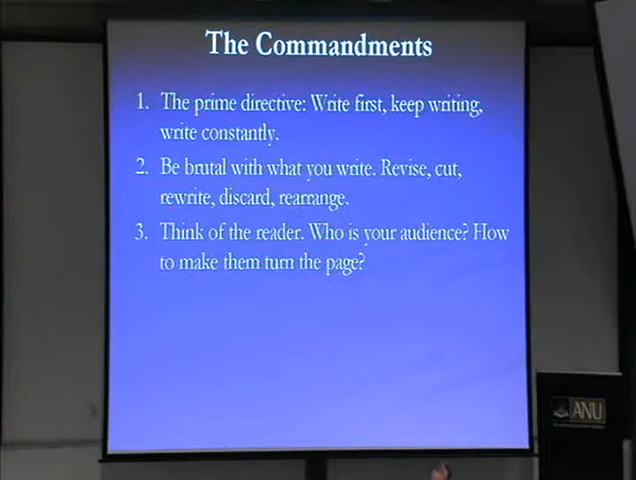 The Commandments
1. The prime directive: Write first, keep writing,
write constantly.
2. Be brutal with what you write. Revise, cut,
rewrite, discard, rearrange.
3. Think of the reader. Who is your audience? How
to make them turn the page?
ANU